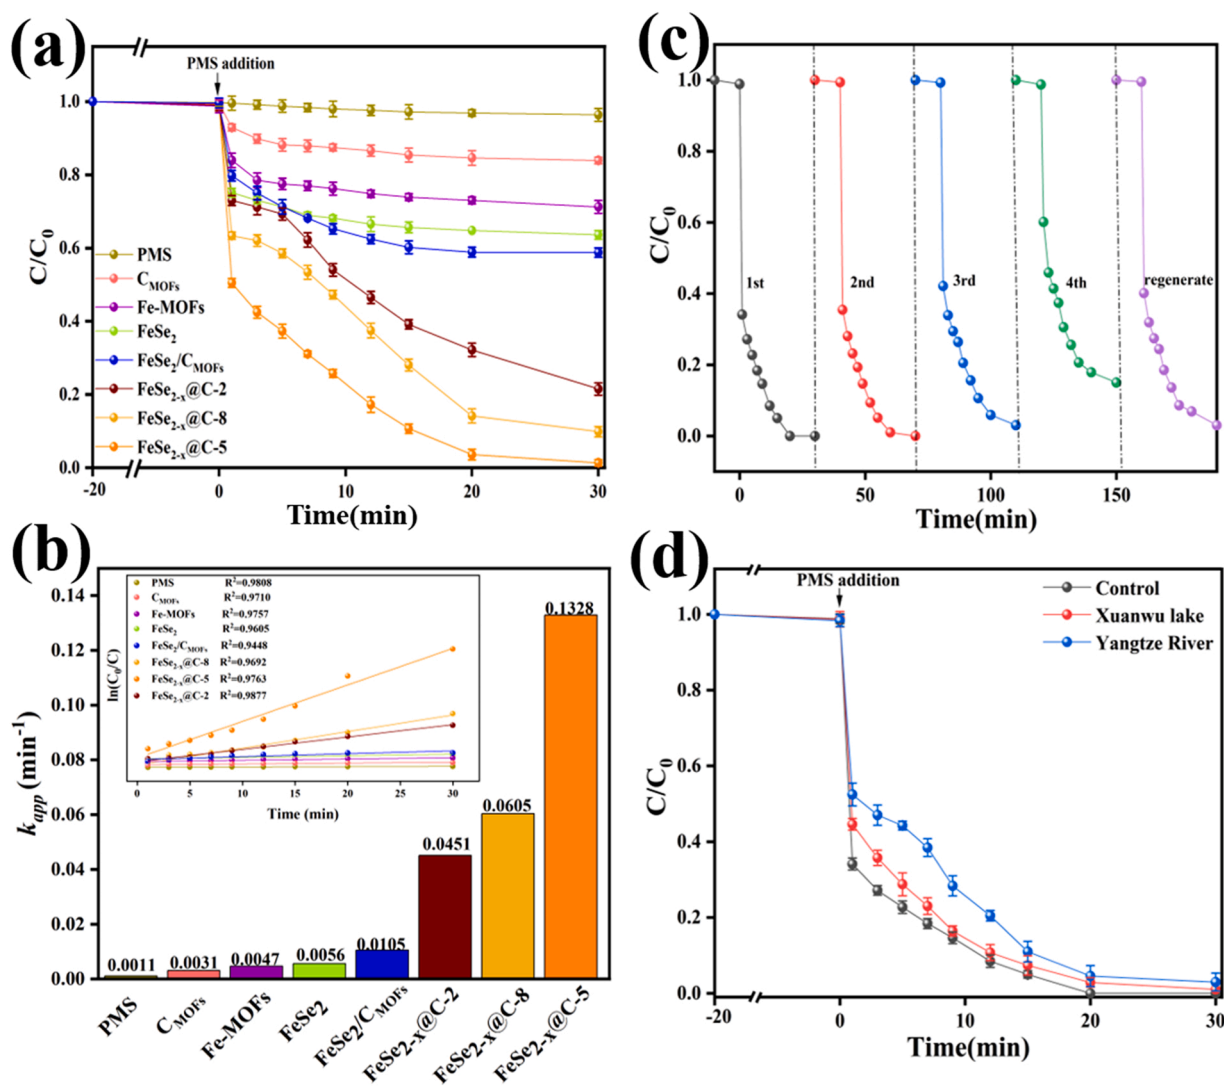 (a)
PMS addition
1.0
0.8
0.6
0.4
0.2
0.0
C/C0
PMS
CMOFs
Fe-MOFs
FeSe2
FeSe2/CMOFs
FeSe2-x@C-2
FeSe2-x@C-8
FeSe2-x@C-5
-20
0
10
20
30
Time(min)
(c)
1.0
0.8
0.6
0.4
0.2
0.0
C/C0
1st
2nd
3rd
4th
regenerate
0
50
100
150
Time(min)
(b)
0.14
0.12
0.10
0.08
0.06
0.04
0.02
0.00
kapp (min-1)
PMS R2=0.9808
CMOFs R2=0.9710
Fe-MOFs R2=0.9757
FeSe2 R2=0.9605
FeSe2/CMOFs R2=0.9448
FeSe2-x@C-8 R2=0.9692
FeSe2-x@C-5 R2=0.9763
FeSe2-x@C-2 R2=0.9877
ln(C0/C)
0 5 10 15 20 25 30
Time (min)
0.0011
0.0031
0.0047
0.0056
0.0105
0.0451
0.0605
0.1328
PMS
CMOFs
Fe-MOFs
FeSe2
FeSe2/CMOFs
FeSe2-x@C-2
FeSe2-x@C-8
FeSe2-x@C-5
(d)
PMS addition
Control
Xuanwu lake
Yangtze River
1.0
0.8
0.6
0.4
0.2
0.0
C/C0
-20
0
10
20
30
Time(min)